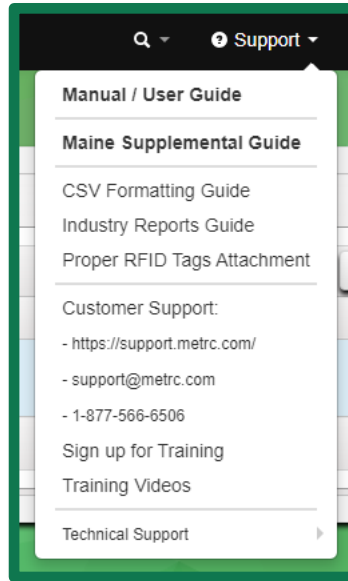 Support
Manual / User Guide
Maine Supplemental Guide
CSV Formatting Guide
Industry Reports Guide
Proper RFID Tags Attachment
Customer Support:
- https://support.metrc.com/
- support@metrc.com
- 1-877-566-6506
Sign up for Training
Training Videos
Technical Support